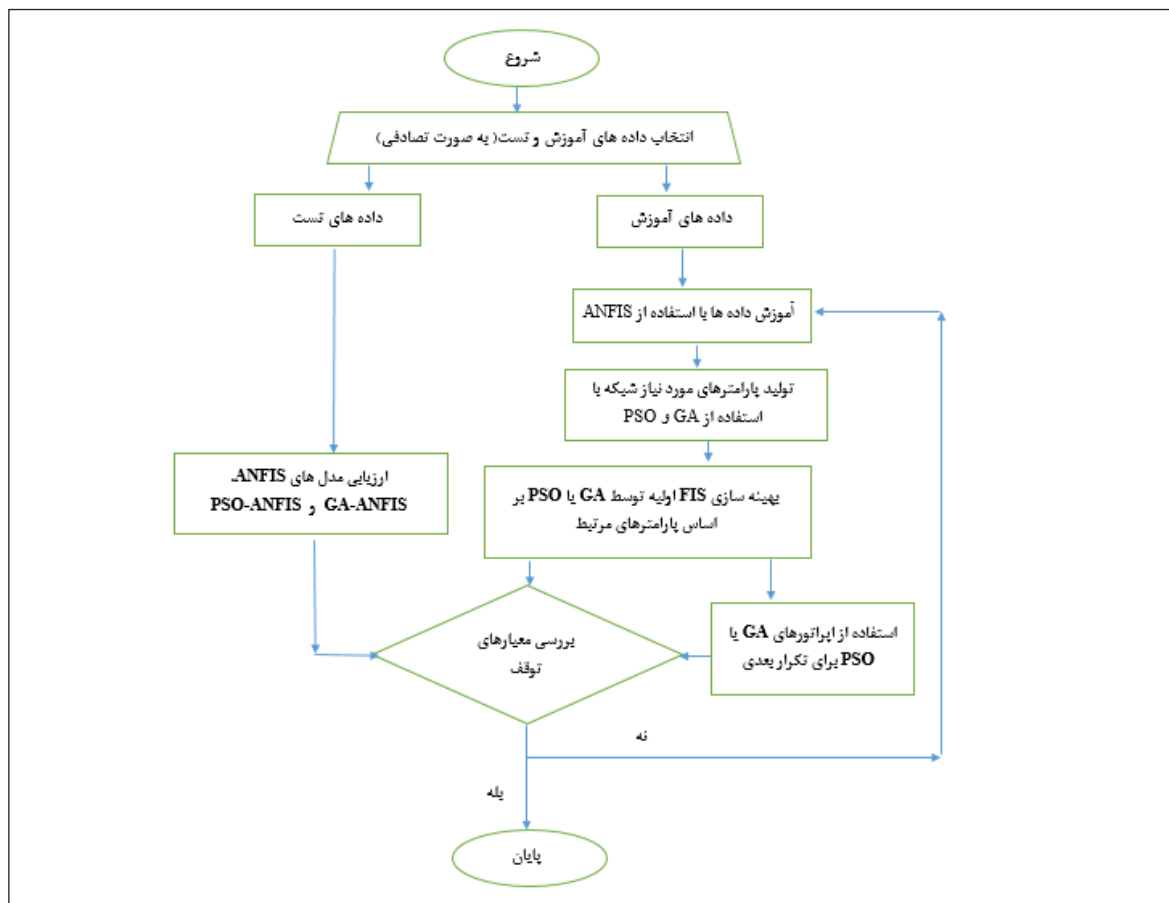 شروع
انتخاب داده های آموزش و تست( به صورت تصادفی)
داده های آموزش
داده های تست
آموزش داده ها با استفاده از ANFIS
تولید پارامترهای مورد نیاز شبکه با
استفاده از GA و PSO
ارزیابی مدل های ANFIS،
GA-ANFIS و PSO-ANFIS
بهینه سازی FIS اولیه توسط GA یا PSO بر
اساس پارامترهای مرتبط
استفاده از اپراتورهای GA یا
PSO برای تکرار بعدی
بررسی معیارهای
توقف
نه
بله
پایان